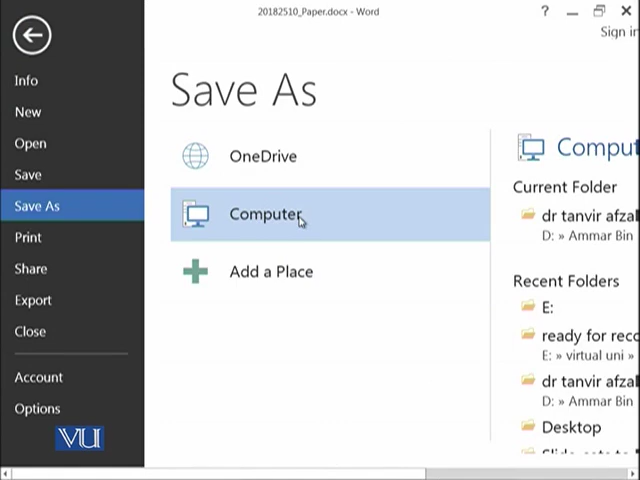 20182510_Paper.docx - Word
?
Sign in
Info
New
Open
Save
Save As
Print
Share
Export
Close
Account
Options
VU
Save As
OneDrive
Computer
Add a Place
Comput
Current Folder
dr tanvir afzal
D: » Ammar Bin
Recent Folders
E:
ready for reco
E: » virtual uni »
dr tanvir afzal
D: » Ammar Bin
Desktop